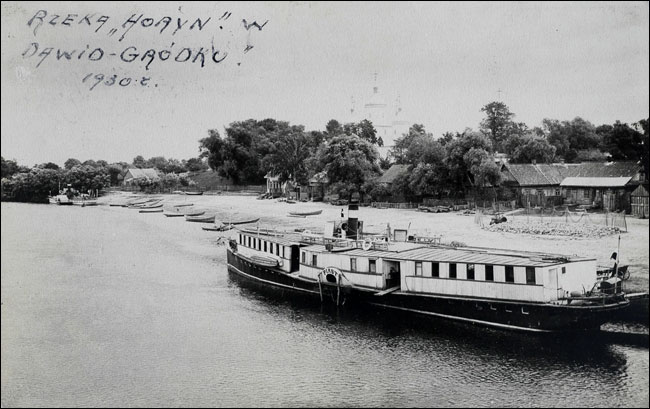 RZEKA „HORYN". W
DAWID-GRÓDKU!
1930 r.